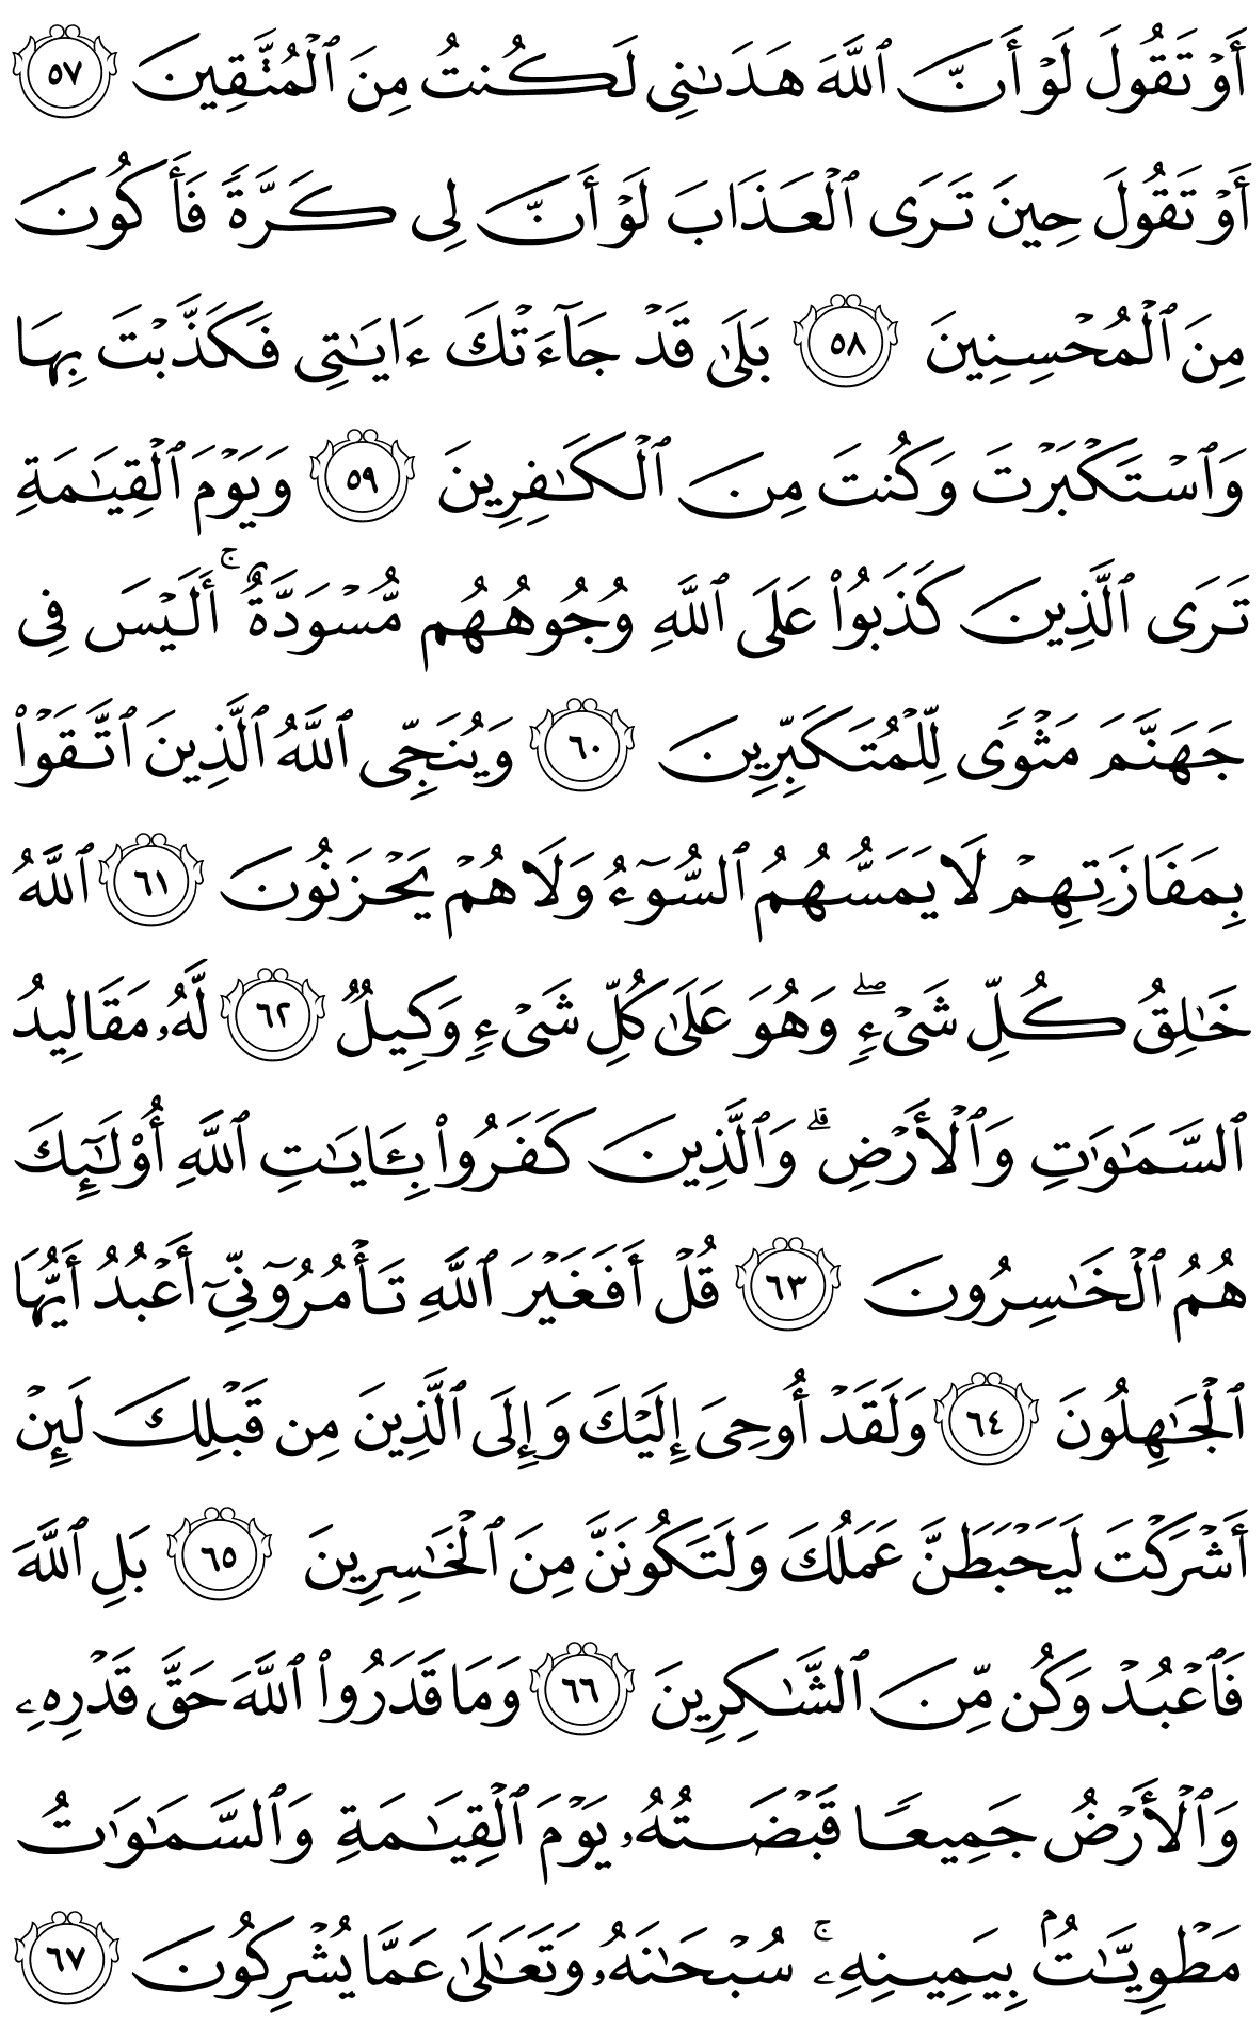 أَوْ تَقُولَ لَوْ أَنَّ ٱللَّهَ هَدَىٰنِى لَكُنتُ مِنَ ٱلْمُتَّقِينَ ٥٧
أَوْ تَقُولَ حِينَ تَرَى ٱلْعَذَابَ لَوْ أَنَّ لِى كَرَّةً فَأَكُونَ
مِنَ ٱلْمُحْسِنِينَ ٥٨ بَلَىٰ قَدْ جَآءَتْكَ ءَايَٰتِى فَكَذَّبْتَ بِهَا
وَٱسْتَكْبَرْتَ وَكُنتَ مِنَ ٱلْكَٰفِرِينَ ٥٩ وَيَوْمَ ٱلْقِيَٰمَةِ
تَرَى ٱلَّذِينَ كَذَبُوا۟ عَلَى ٱللَّهِ وُجُوهُهُم مُّسْوَدَّةٌ ۚ أَلَيْسَ فِى
جَهَنَّمَ مَثْوًى لِّلْمُتَكَبِّرِينَ ٦٠ وَيُنَجِّى ٱللَّهُ ٱلَّذِينَ ٱتَّقَوْا۟
بِمَفَازَتِهِمْ لَا يَمَسُّهُمُ ٱلسُّوٓءُ وَلَا هُمْ يَحْزَنُونَ ٦١ ٱللَّهُ
خَٰلِقُ كُلِّ شَىْءٍ ۖ وَهُوَ عَلَىٰ كُلِّ شَىْءٍ وَكِيلٌ ٦٢ لَّهُۥ مَقَالِيدُ
ٱلسَّمَٰوَٰتِ وَٱلْأَرْضِ ۗ وَٱلَّذِينَ كَفَرُوا۟ بِـَٔايَٰتِ ٱللَّهِ أُو۟لَٰٓئِكَ
هُمُ ٱلْخَٰسِرُونَ ٦٣ قُلْ أَفَغَيْرَ ٱللَّهِ تَأْمُرُوٓنِّىٓ أَعْبُدُ أَيُّهَا
ٱلْجَٰهِلُونَ ٦٤ وَلَقَدْ أُوحِىَ إِلَيْكَ وَإِلَى ٱلَّذِينَ مِن قَبْلِكَ لَئِنْ
أَشْرَكْتَ لَيَحْبَطَنَّ عَمَلُكَ وَلَتَكُونَنَّ مِنَ ٱلْخَٰسِرِينَ ٦٥ بَلِ ٱللَّهَ
فَٱعْبُدْ وَكُن مِّنَ ٱلشَّٰكِرِينَ ٦٦ وَمَا قَدَرُوا۟ ٱللَّهَ حَقَّ قَدْرِهِۦ
وَٱلْأَرْضُ جَمِيعًا قَبْضَتُهُۥ يَوْمَ ٱلْقِيَٰمَةِ وَٱلسَّمَٰوَٰتُ
مَطْوِيَّٰتٌۢ بِيَمِينِهِۦ ۚ سُبْحَٰنَهُۥ وَتَعَٰلَىٰ عَمَّا يُشْرِكُونَ ٦٧